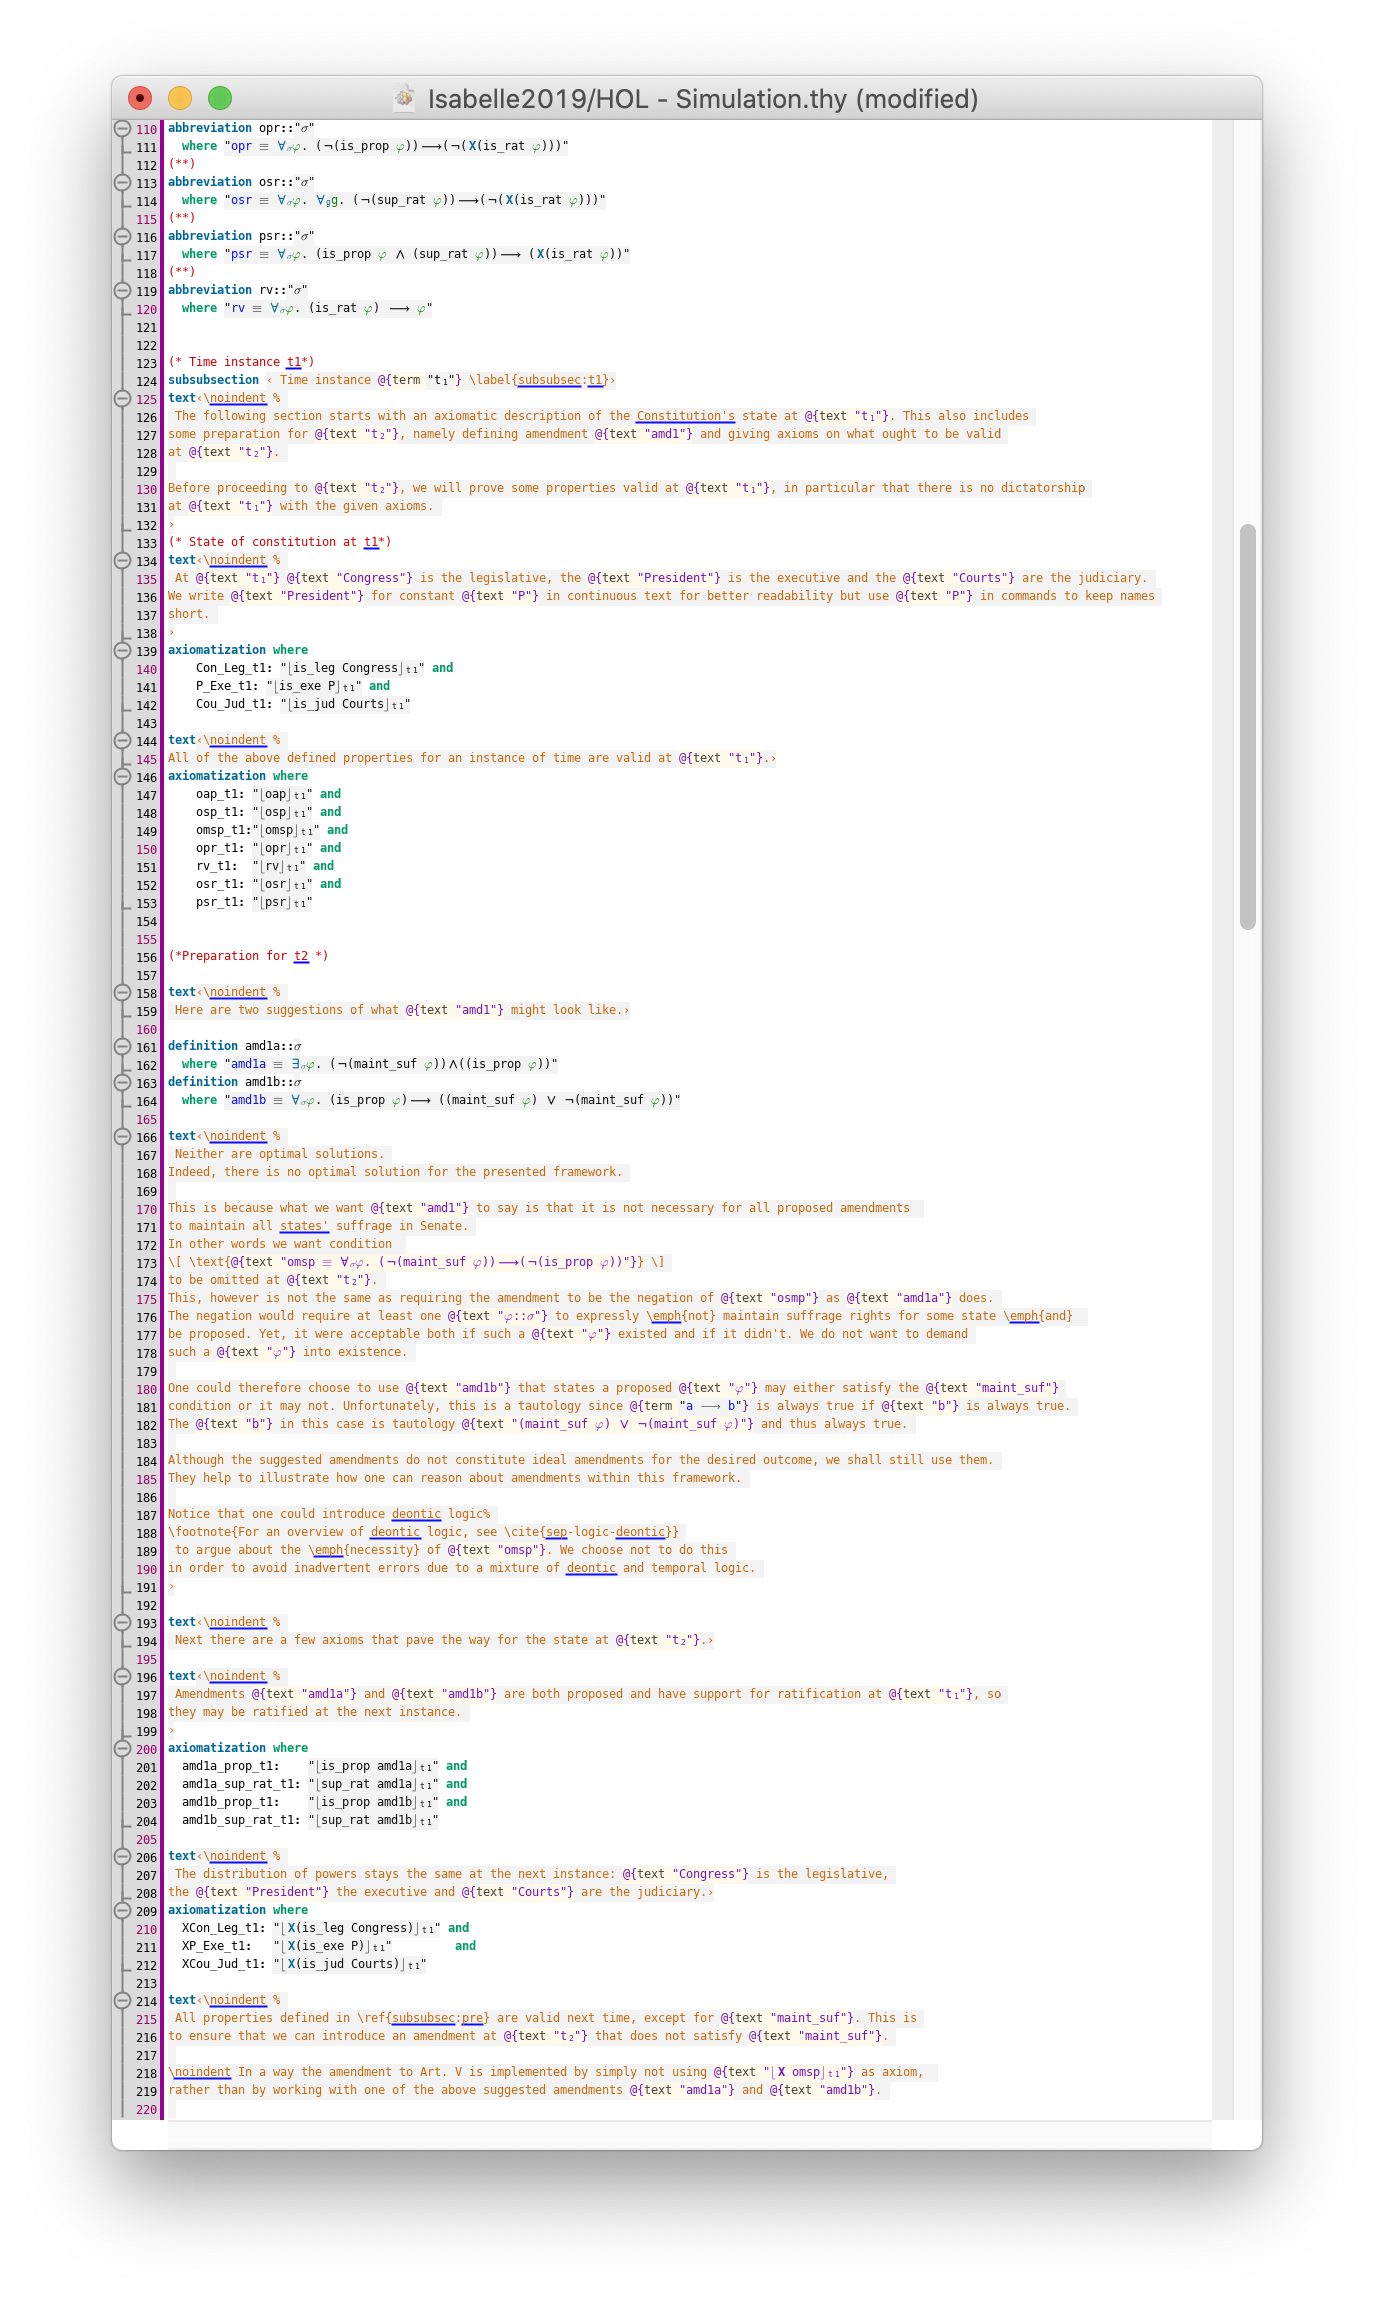 Isabelle2019/HOL - Simulation.thy (modified)
110 abbreviation opr::"σ"
111 where "opr ≡ ∀σφ. (¬(is_prop φ))⟶(¬(X(is_rat φ)))"
112 (**)
113 abbreviation osr::"σ"
114 where "osr ≡ ∀σφ. ∀gg. (¬(sup_rat φ))⟶(¬(X(is_rat φ)))"
115 (**)
116 abbreviation psr::"σ"
117 where "psr ≡ ∀σφ. (is_prop φ ∧ (sup_rat φ))⟶ (X(is_rat φ))"
118 (**)
119 abbreviation rv::"σ"
120 where "rv ≡ ∀σφ. (is_rat φ) ⟶ φ"
121
122
123 (* Time instance t1*)
124 subsubsection ‹ Time instance @{term "t₁"} \label{subsubsec:t1}›
125 text‹\noindent %
126 The following section starts with an axiomatic description of the Constitution's state at @{text "t₁"}. This also includes
127 some preparation for @{text "t₂"}, namely defining amendment @{text "amd1"} and giving axioms on what ought to be valid
128 at @{text "t₂"}.
129
130 Before proceeding to @{text "t₂"}, we will prove some properties valid at @{text "t₁"}, in particular that there is no dictatorship
131 at @{text "t₁"} with the given axioms.
132 ›
133 (* State of constitution at t1*)
134 text‹\noindent %
135 At @{text "t₁"} @{text "Congress"} is the legislative, the @{text "President"} is the executive and the @{text "Courts"} are the judiciary.
136 We write @{text "President"} for constant @{text "P"} in continuous text for better readability but use @{text "P"} in commands to keep names
137 short.
138 ›
139 axiomatization where
140 Con_Leg_t1: "⌊is_leg Congress⌋ₜ₁" and
141 P_Exe_t1: "⌊is_exe P⌋ₜ₁" and
142 Cou_Jud_t1: "⌊is_jud Courts⌋ₜ₁"
143
144 text‹\noindent %
145 All of the above defined properties for an instance of time are valid at @{text "t₁"}.›
146 axiomatization where
147 oap_t1: "⌊oap⌋ₜ₁" and
148 osp_t1: "⌊osp⌋ₜ₁" and
149 omsp_t1:"⌊omsp⌋ₜ₁" and
150 opr_t1: "⌊opr⌋ₜ₁" and
151 rv_t1: "⌊rv⌋ₜ₁" and
152 osr_t1: "⌊osr⌋ₜ₁" and
153 psr_t1: "⌊psr⌋ₜ₁"
154
155
156 (*Preparation for t2 *)
157
158 text‹\noindent %
159 Here are two suggestions of what @{text "amd1"} might look like.›
160
161 definition amd1a::σ
162 where "amd1a ≡ ∃σφ. (¬(maint_suf φ))∧((is_prop φ))"
163 definition amd1b::σ
164 where "amd1b ≡ ∀σφ. (is_prop φ)⟶ ((maint_suf φ) ∨ ¬(maint_suf φ))"
165
166 text‹\noindent %
167 Neither are optimal solutions.
168 Indeed, there is no optimal solution for the presented framework.
169
170 This is because what we want @{text "amd1"} to say is that it is not necessary for all proposed amendments
171 to maintain all states' suffrage in Senate.
172 In other words we want condition
173 \[ \text{@{text "omsp ≡ ∀σφ. (¬(maint_suf φ))⟶(¬(is_prop φ))"}} \]
174 to be omitted at @{text "t₂"}.
175 This, however is not the same as requiring the amendment to be the negation of @{text "osmp"} as @{text "amd1a"} does.
176 The negation would require at least one @{text "φ::σ"} to expressly \emph{not} maintain suffrage rights for some state \emph{and}
177 be proposed. Yet, it were acceptable both if such a @{text "φ"} existed and if it didn't. We do not want to demand
178 such a @{text "φ"} into existence.
179
180 One could therefore choose to use @{text "amd1b"} that states a proposed @{text "φ"} may either satisfy the @{text "maint_suf"}
181 condition or it may not. Unfortunately, this is a tautology since @{term "a ⟶ b"} is always true if @{text "b"} is always true.
182 The @{text "b"} in this case is tautology @{text "(maint_suf φ) ∨ ¬(maint_suf φ)"} and thus always true.
183
184 Although the suggested amendments do not constitute ideal amendments for the desired outcome, we shall still use them.
185 They help to illustrate how one can reason about amendments within this framework.
186
187 Notice that one could introduce deontic logic%
188 \footnote{For an overview of deontic logic, see \cite{sep-logic-deontic}}
189 to argue about the \emph{necessity} of @{text "omsp"}. We choose not to do this
190 in order to avoid inadvertent errors due to a mixture of deontic and temporal logic.
191 ›
192
193 text‹\noindent %
194 Next there are a few axioms that pave the way for the state at @{text "t₂"}.›
195
196 text‹\noindent %
197 Amendments @{text "amd1a"} and @{text "amd1b"} are both proposed and have support for ratification at @{text "t₁"}, so
198 they may be ratified at the next instance.
199 ›
200 axiomatization where
201 amd1a_prop_t1: "⌊is_prop amd1a⌋ₜ₁" and
202 amd1a_sup_rat_t1: "⌊sup_rat amd1a⌋ₜ₁" and
203 amd1b_prop_t1: "⌊is_prop amd1b⌋ₜ₁" and
204 amd1b_sup_rat_t1: "⌊sup_rat amd1b⌋ₜ₁"
205
206 text‹\noindent %
207 The distribution of powers stays the same at the next instance: @{text "Congress"} is the legislative,
208 the @{text "President"} the executive and @{text "Courts"} are the judiciary.›
209 axiomatization where
210 XCon_Leg_t1: "⌊X(is_leg Congress)⌋ₜ₁" and
211 XP_Exe_t1: "⌊X(is_exe P)⌋ₜ₁" and
212 XCou_Jud_t1: "⌊X(is_jud Courts)⌋ₜ₁"
213
214 text‹\noindent %
215 All properties defined in \ref{subsubsec:pre} are valid next time, except for @{text "maint_suf"}. This is
216 to ensure that we can introduce an amendment at @{text "t₂"} that does not satisfy @{text "maint_suf"}.
217
218 \noindent In a way the amendment to Art. V is implemented by simply not using @{text "⌊X omsp⌋ₜ₁"} as axiom,
219 rather than by working with one of the above suggested amendments @{text "amd1a"} and @{text "amd1b"}.
220